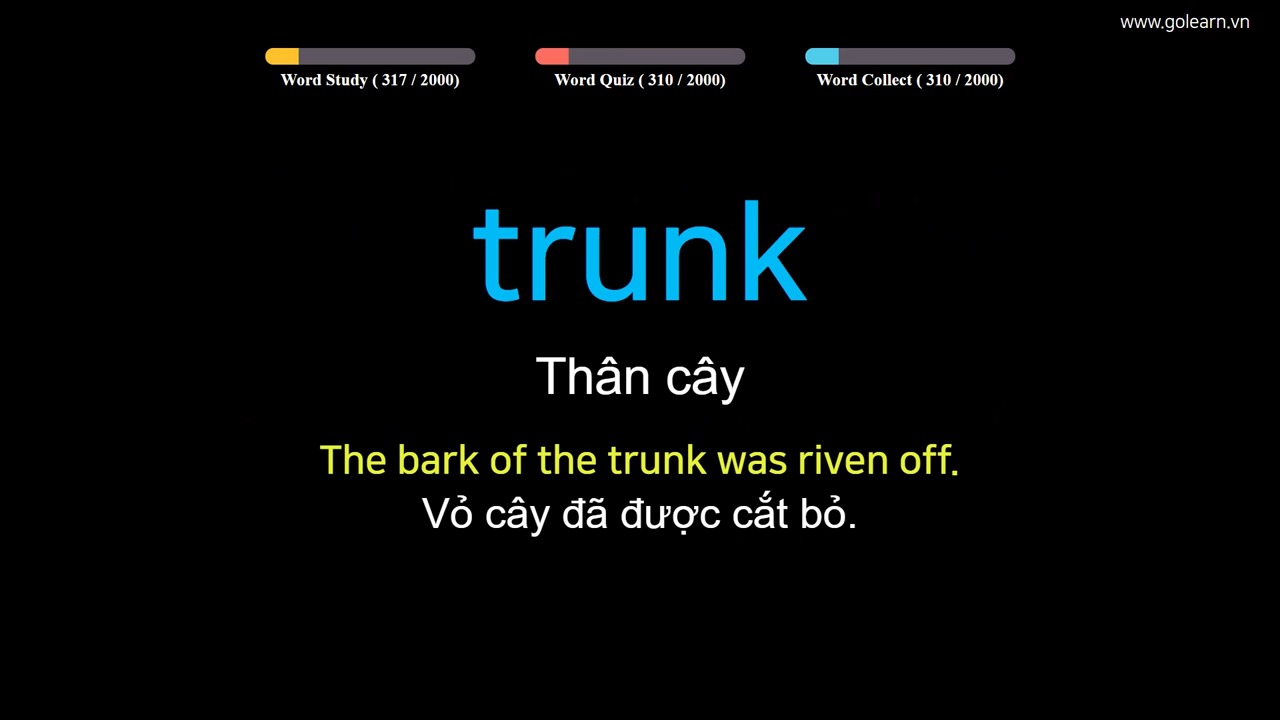 www.golearn.vn
Word Study ( 317 / 2000)
Word Quiz ( 310 / 2000)
Word Collect ( 310 / 2000)
trunk
Thân cây
The bark of the trunk was riven off.
Vỏ cây đã được cắt bỏ.